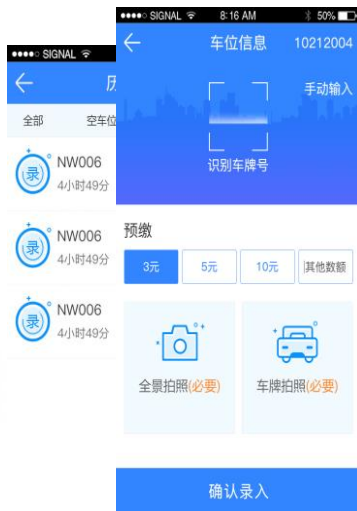 SIGNAL
历
全部 空车位
NW006
4小时49分
NW006
4小时49分
NW006
4小时49分
录
录
录
SIGNAL 8:16 AM 50%
车位信息 10212004
手动输入
识别车牌号
预缴
3元 5元 10元 其他数额
全景拍照(必要) 车牌拍照(必要)
确认录入